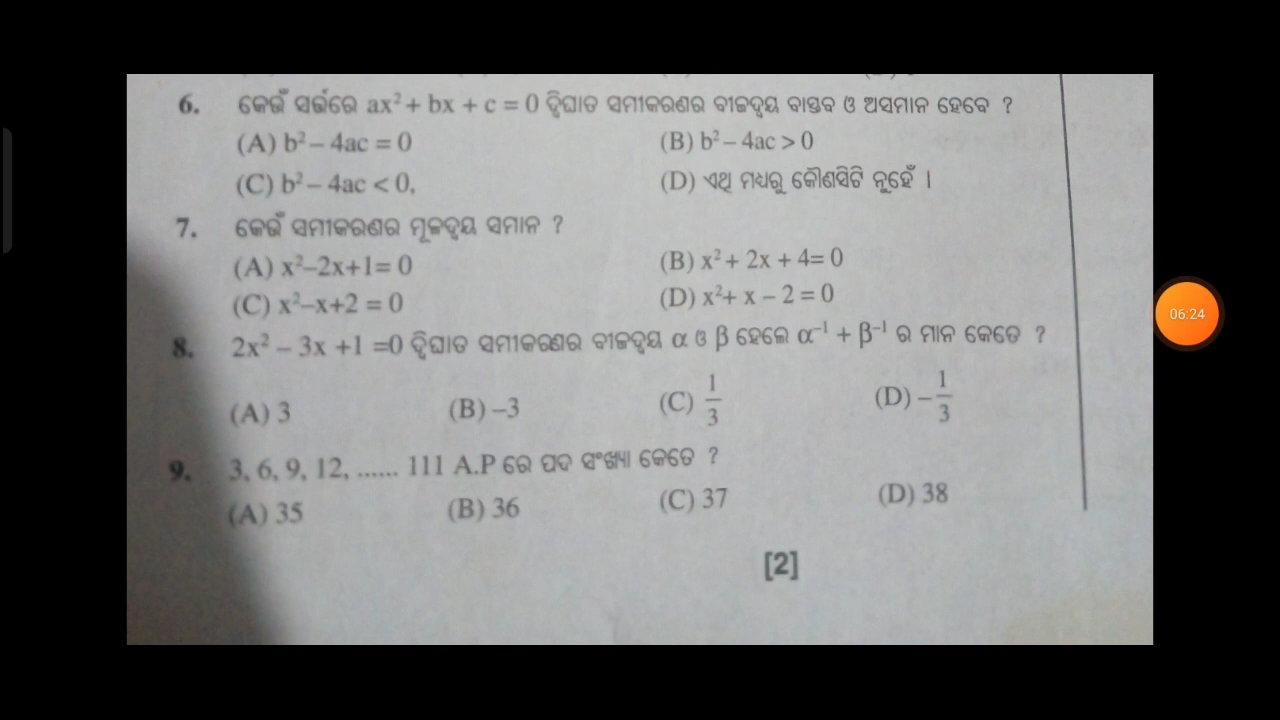 6. କେଉଁ ସର୍ତ୍ତରେ ax² + bx + c = 0 ଦ୍ୱିଘାତ ସମୀକରଣର ବୀଜଦ୍ୱୟ ବାସ୍ତବ ଓ ଅସମାନ ହେବେ ?
(A) b² – 4ac = 0 (B) b² – 4ac > 0
(C) b² – 4ac < 0, (D) ଏଥି ମଧ୍ୟରୁ କୌଣସିଟି ନୁହେଁ ।
7. କେଉଁ ସମୀକରଣର ମୂଳଦ୍ୱୟ ସମାନ ?
(A) x²–2x+1= 0 (B) x² + 2x + 4= 0
(C) x²–x+2 = 0 (D) x²+ x – 2 = 0
8. 2x² – 3x +1 =0 ଦ୍ୱିଘାତ ସମୀକରଣର ବୀଜଦ୍ୱୟ α ଓ β ହେଲେ α⁻¹ + β⁻¹ ର ମାନ କେତେ ?
(A) 3 (B) –3 (C) 1/3 (D) – 1/3
9. 3, 6, 9, 12, ...... 111 A.P ରେ ପଦ ସଂଖ୍ୟା କେତେ ?
(A) 35 (B) 36 (C) 37 (D) 38
[2]
06:24